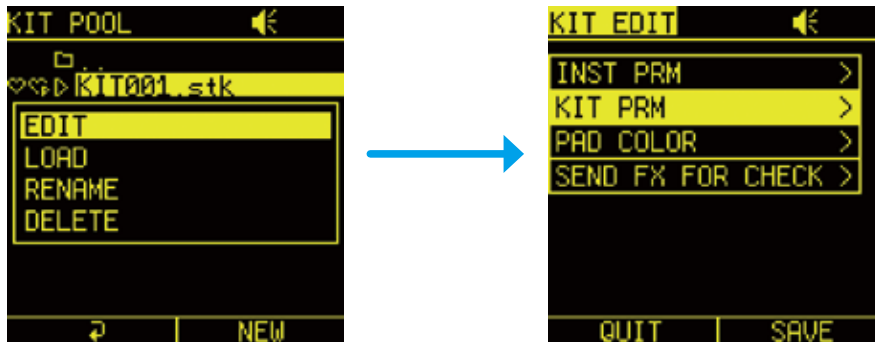 KIT POOL
..
KIT001.stk
EDIT
LOAD
RENAME
DELETE
NEW
KIT EDIT
INST PRM >
KIT PRM >
PAD COLOR >
SEND FX FOR CHECK >
QUIT SAVE